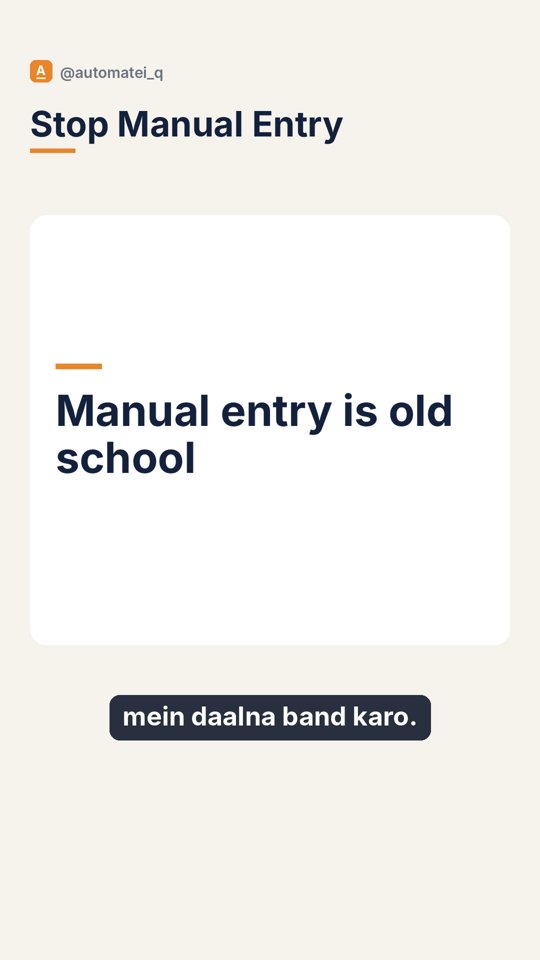 A
@automatei_q
Stop Manual Entry
Manual entry is old
school
mein daalna band karo.